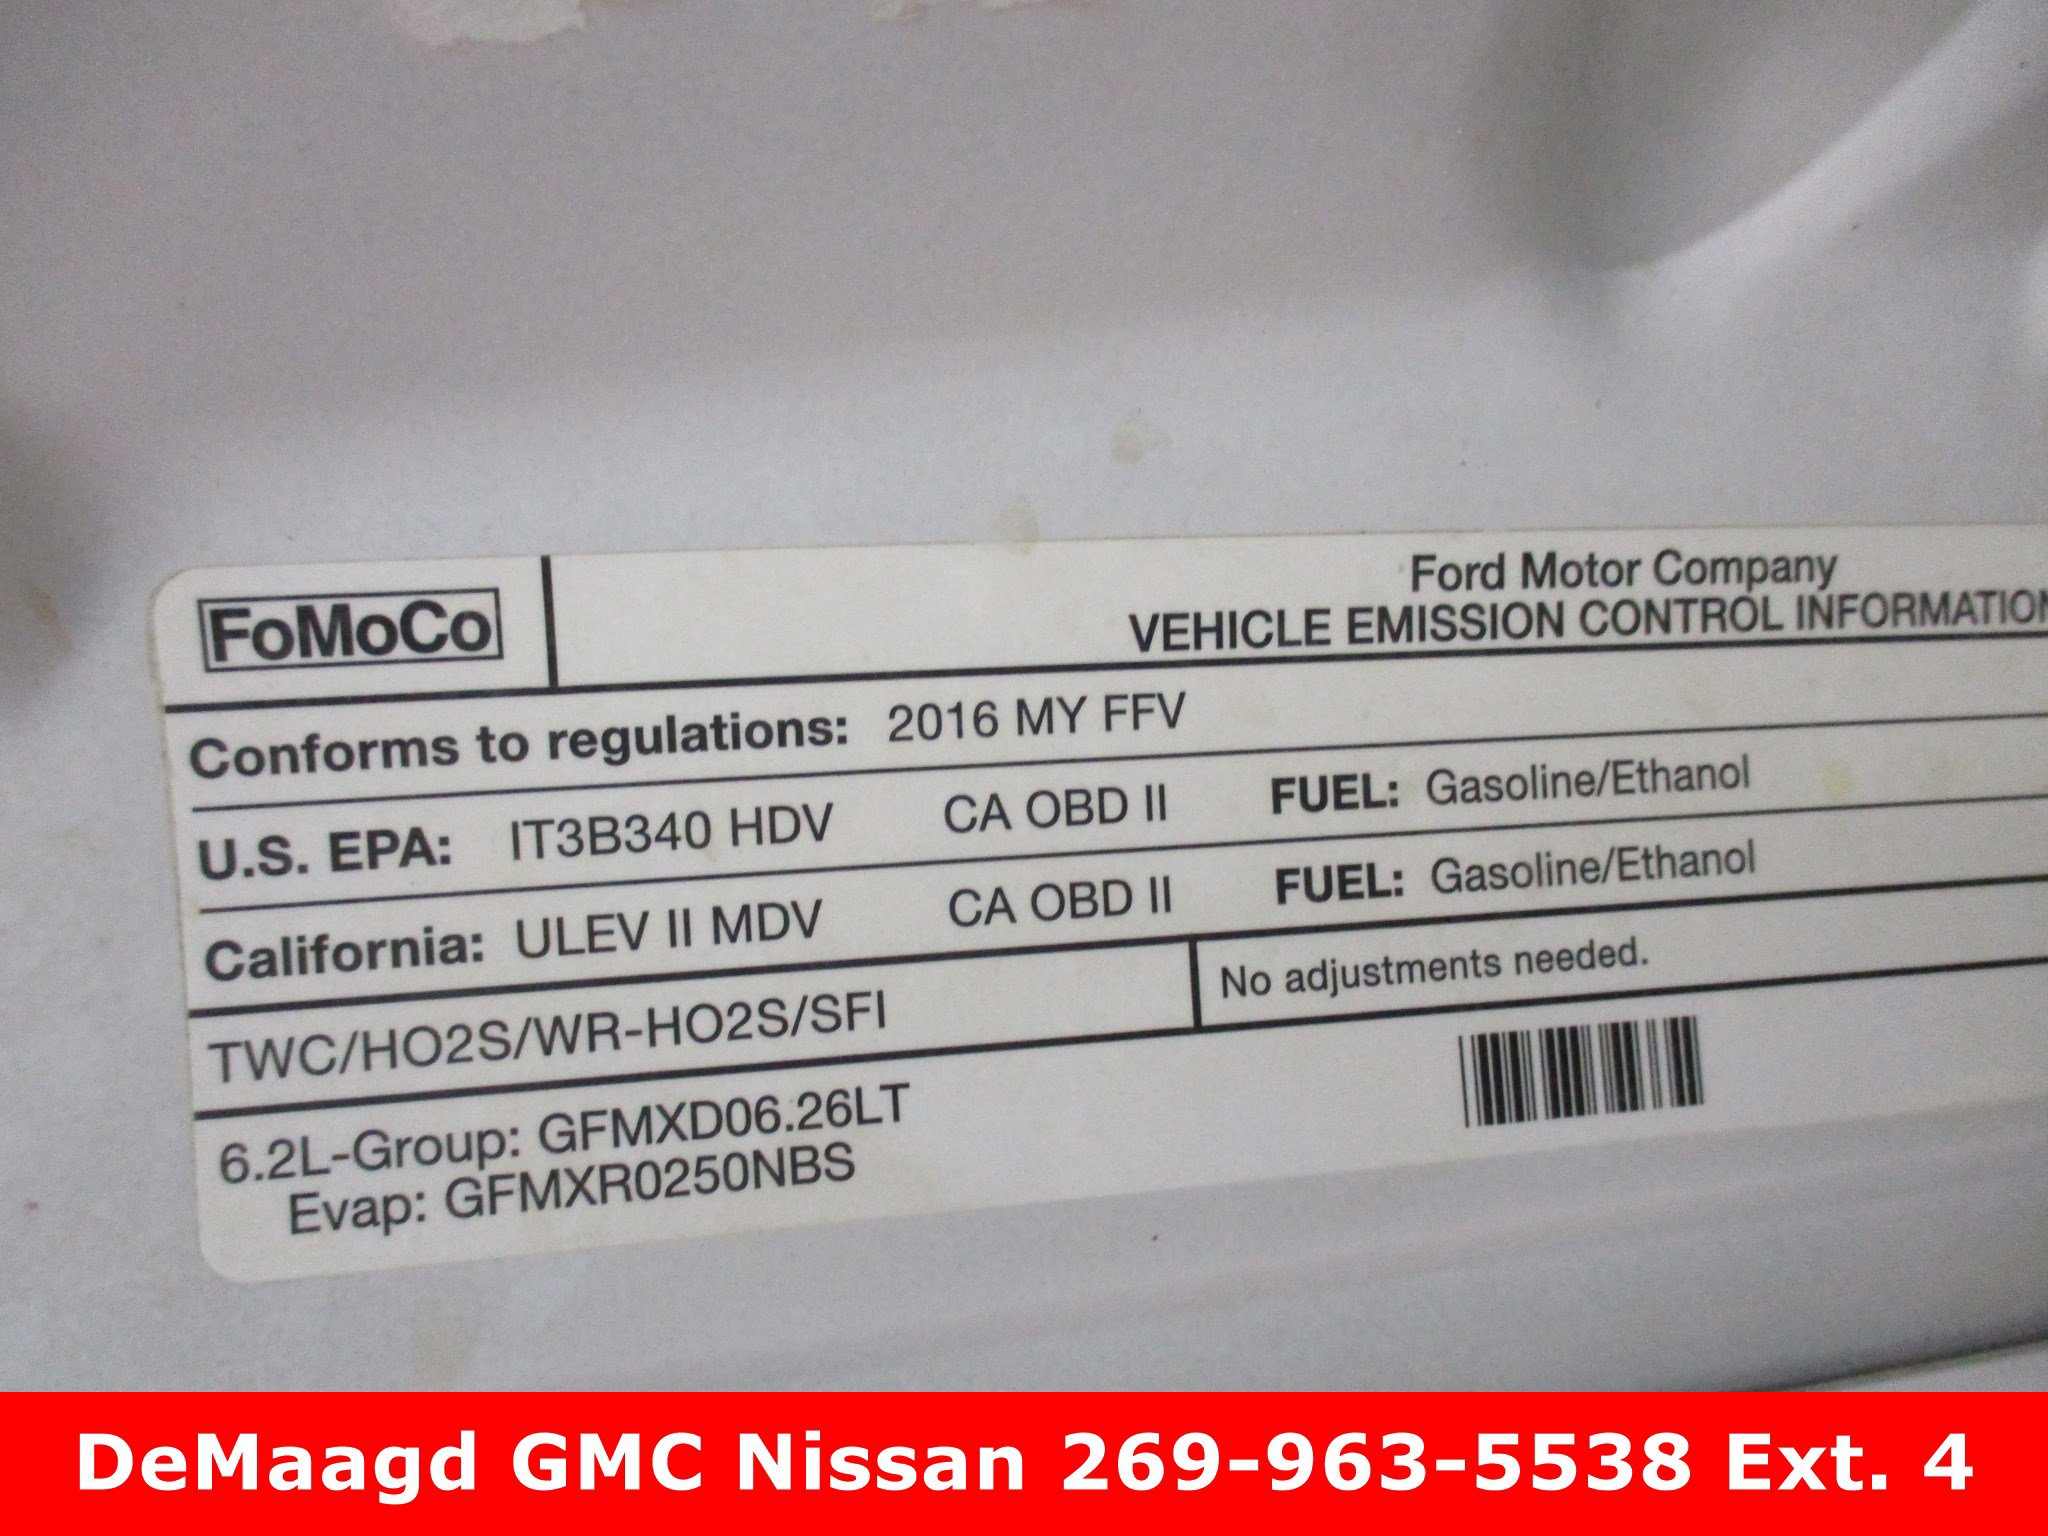 FoMoCo
Ford Motor Company
VEHICLE EMISSION CONTROL INFORMATION
Conforms to regulations: 2016 MY FFV
U.S. EPA: IT3B340 HDV CA OBD II FUEL: Gasoline/Ethanol
California: ULEV II MDV CA OBD II FUEL: Gasoline/Ethanol
TWC/HO2S/WR-HO2S/SFI
No adjustments needed.
6.2L-Group: GFMXD06.26LT
Evap: GFMXR0250NBS
DeMaagd GMC Nissan 269-963-5538 Ext. 4